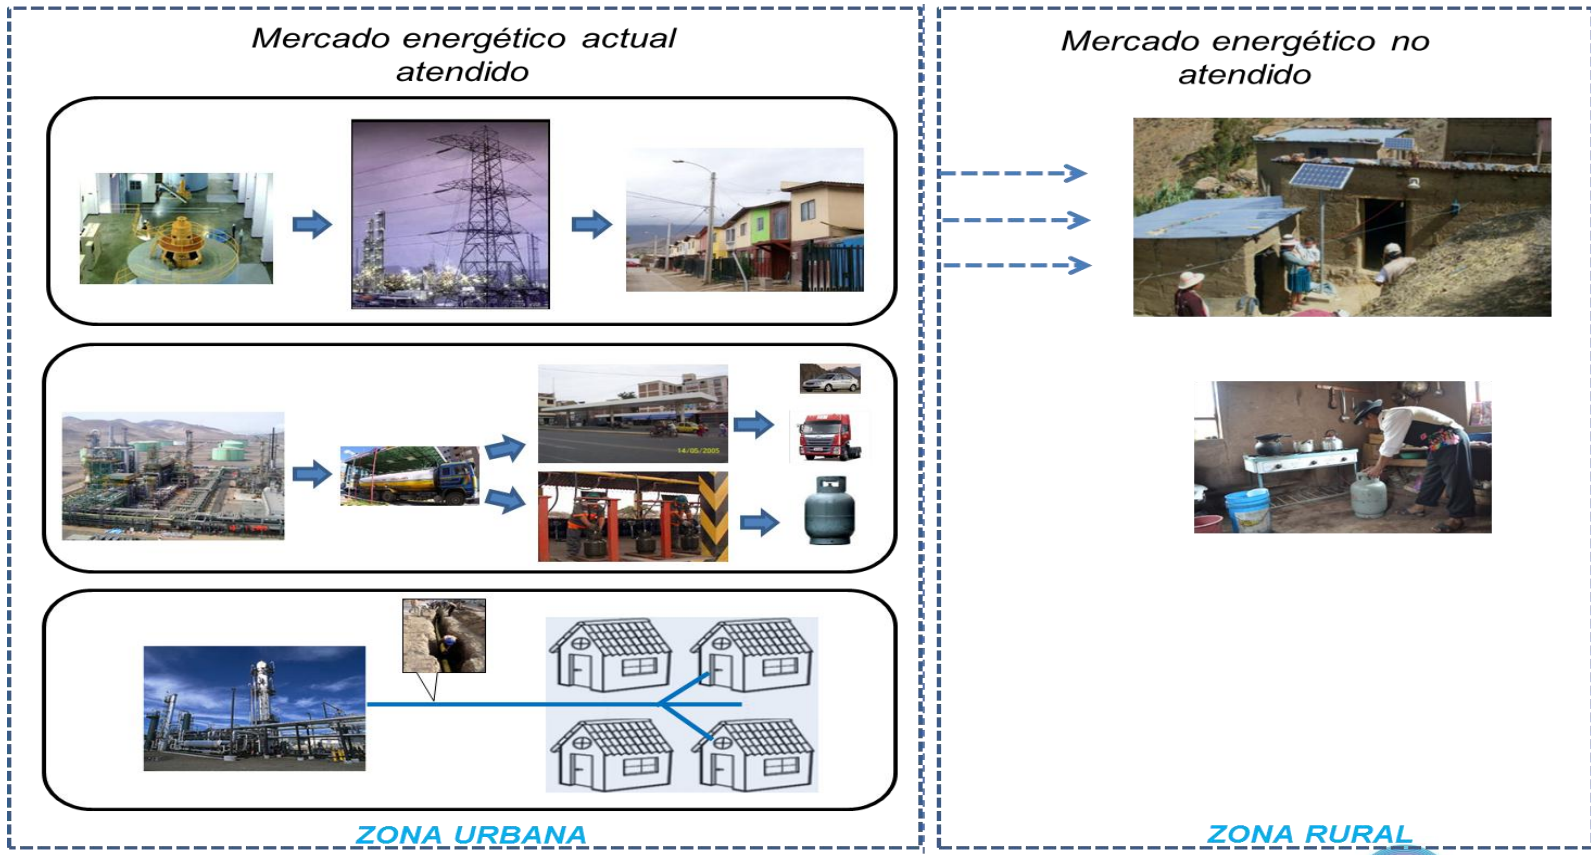 Mercado energético actual
atendido
Mercado energético no
atendido
14/05/2005
ZONA URBANA
ZONA RURAL